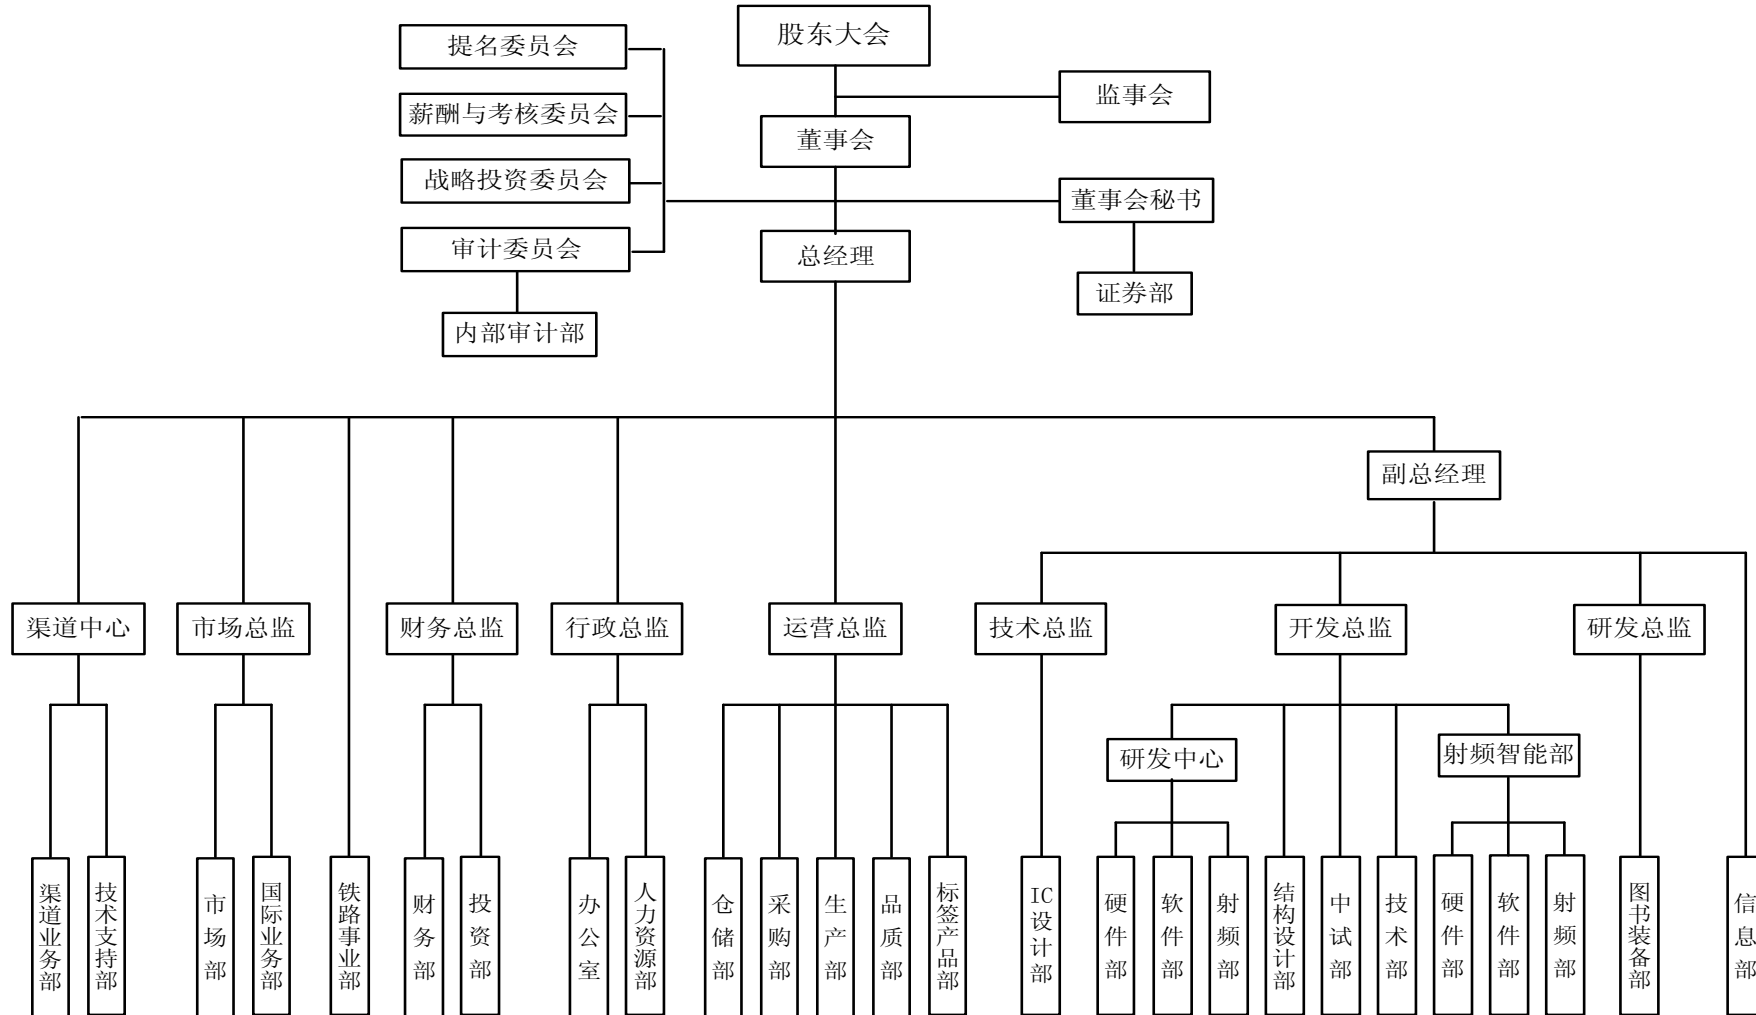 股东大会
提名委员会
监事会
薪酬与考核委员会
董事会
战略投资委员会
董事会秘书
审计委员会
总经理
证券部
内部审计部
副总经理
渠道中心
市场总监
财务总监
行政总监
运营总监
技术总监
开发总监
研发总监
研发中心
射频智能部
渠道业务部
技术支持部
市场部
国际业务部
铁路事业部
财务部
投资部
办公室
人力资源部
仓储部
采购部
生产部
品质部
标签产品部
IC设计部
硬件部
软件部
射频部
结构设计部
中试部
技术部
硬件部
软件部
射频部
图书装备部
信息部